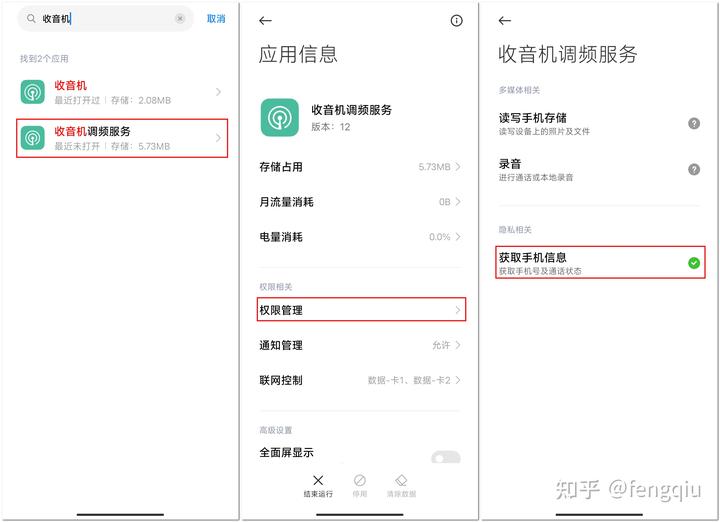 收音机
取消
找到2个应用
收音机
最近打开过 | 存储：2.08MB
收音机调频服务
最近未打开 | 存储：5.73MB
应用信息
收音机调频服务
版本：12
存储占用 5.73MB
月流量消耗 0B
电量消耗 0.0%
权限相关
权限管理
通知管理 允许
联网控制 数据-卡1、数据-卡2
高级设置
全面屏显示
结束运行 停用 清除数据
收音机调频服务
多媒体相关
读写手机存储
读写设备上的照片及文件
录音
进行通话或本地录音
隐私相关
获取手机信息
获取手机号及通话状态
知乎 @fengqiu